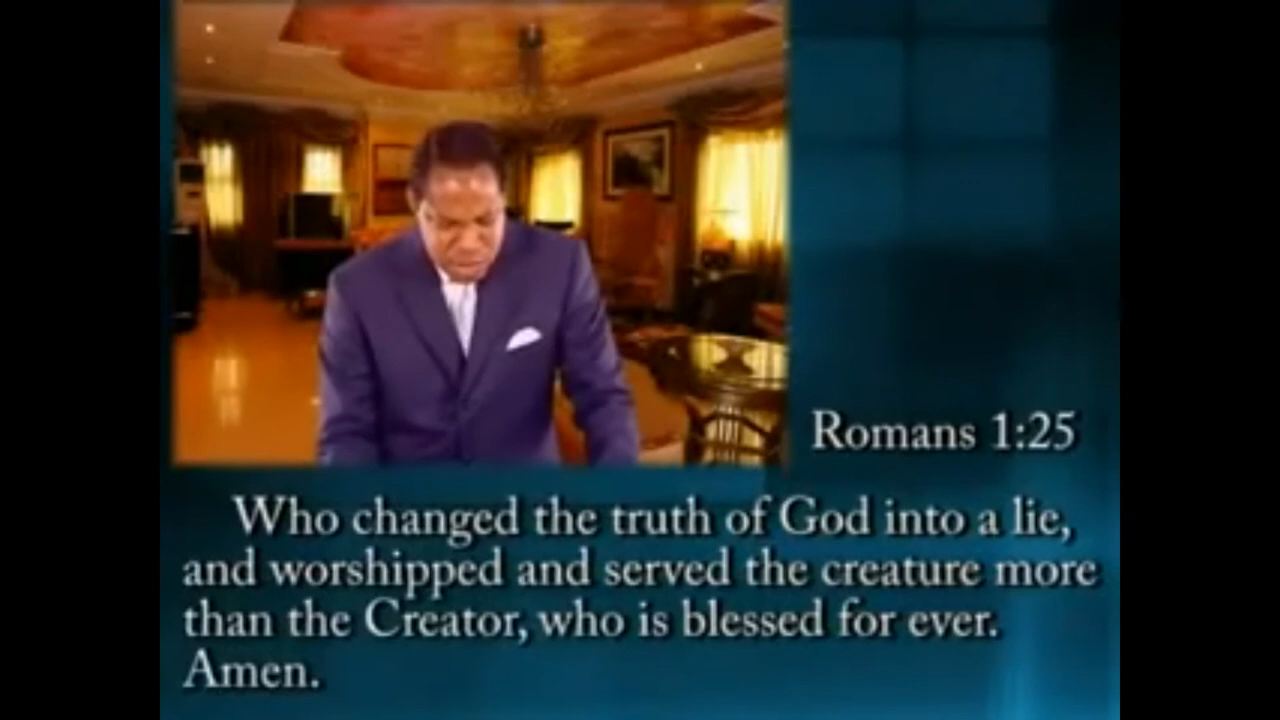 Romans 1:25
Who changed the truth of God into a lie,
and worshipped and served the creature more
than the Creator, who is blessed for ever.
Amen.